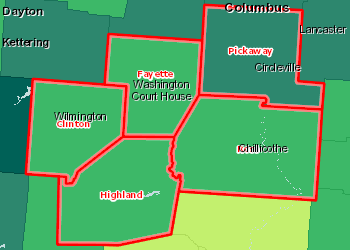 Columbus
Dayton
Lancaster
Kettering
Pickaway
Circleville
Fayette
Washington
Court House
Wilmington
Clinton
Chillicothe
Highland